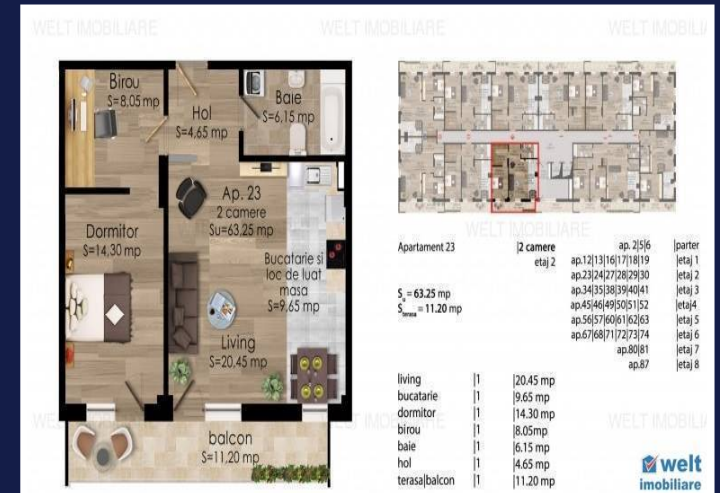 WELT IMOBILIARE
WELT IMOBILIARE
WELT IMOBILI
Birou
S=8,05 mp
Hol
S=4,65 mp
Baie
S=6,15 mp
Ap. 23
2 camere
Su=63,25 mp
Dormitor
S=14,30 mp
Bucatarie si
loc de luat
masa
S=9,65 mp
Living
S=20,45 mp
balcon
S=11,20 mp
WELT IMOBILIARE
Apartament 23 |2 camere
etaj 2
Su = 63.25 mp
Sterasa = 11.20 mp
ap. 2|5|6 |parter
ap.12|13|16|17|18|19 |etaj 1
ap.23|24|27|28|29|30 |etaj 2
ap.34|35|38|39|40|41 |etaj 3
ap.45|46|49|50|51|52 |etaj4
ap.56|57|60|61|62|63 |etaj 5
ap.67|68|71|72|73|74 |etaj 6
ap.80|81 |etaj 7
ap.87 |etaj 8
living |1 |20.45 mp
bucatarie |1 |9.65 mp
dormitor |1 |14.30 mp
birou |1 |8.05mp
baie |1 |6.15 mp
hol |1 |4.65 mp
terasa|balcon |1 |11.20 mp
WELT IMOBILI
welt
imobiliare